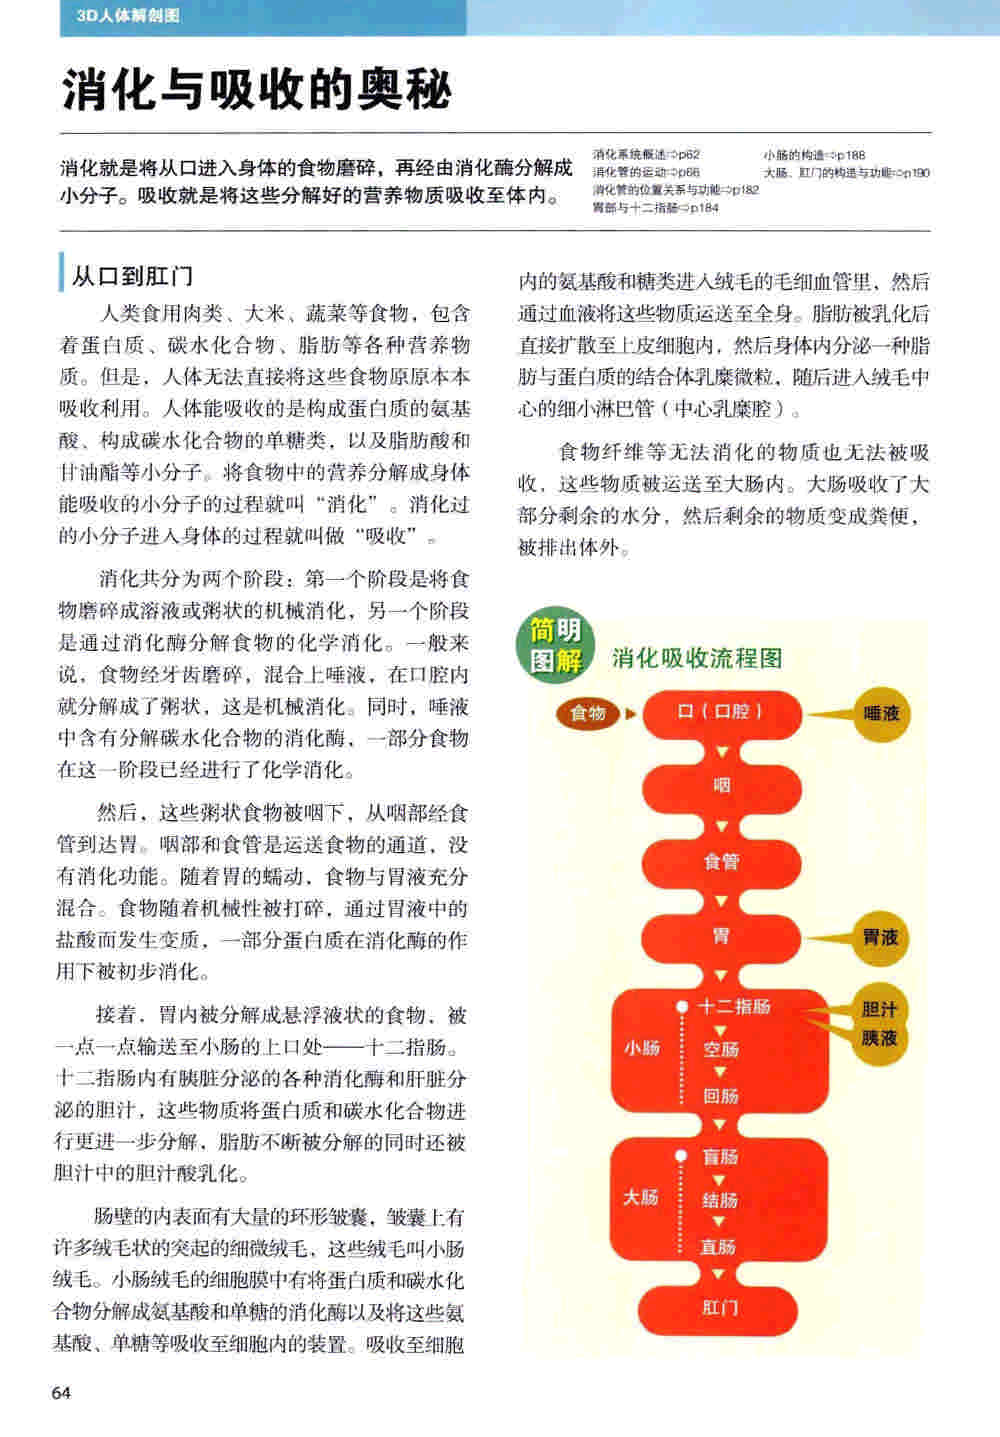 3D人体解剖图
消化与吸收的奥秘
消化就是将从口进入身体的食物磨碎，再经由消化酶分解成
小分子。吸收就是将这些分解好的营养物质吸收至体内。
消化系统概述⇨p62
消化管的运动⇨p66
消化管的位置关系与功能⇨p182
胃部与十二指肠⇨p184
小肠的构造⇨p188
大肠、肛门的构造与功能⇨p190
从口到肛门
人类食用肉类、大米、蔬菜等食物，包含
着蛋白质、碳水化合物、脂肪等各种营养物
质。但是，人体无法直接将这些食物原原本本
吸收利用。人体能吸收的是构成蛋白质的氨基
酸、构成碳水化合物的单糖类，以及脂肪酸和
甘油酯等小分子。将食物中的营养分解成身体
能吸收的小分子的过程就叫“消化”。消化过
的小分子进入身体的过程就叫做“吸收”。
消化共分为两个阶段：第一个阶段是将食
物磨碎成溶液或粥状的机械消化，另一个阶段
是通过消化酶分解食物的化学消化。一般来
说，食物经牙齿磨碎，混合上唾液，在口腔内
就分解成了粥状，这是机械消化。同时，唾液
中含有分解碳水化合物的消化酶，一部分食物
在这一阶段已经进行了化学消化。
然后，这些粥状食物被咽下，从咽部经食
管到达胃。咽部和食管是运送食物的通道，没
有消化功能。随着胃的蠕动，食物与胃液充分
混合。食物随着机械性被打碎，通过胃液中的
盐酸而发生变质，一部分蛋白质在消化酶的作
用下被初步消化。
接着，胃内被分解成悬浮液状的食物，被
一点一点输送至小肠的上口处——十二指肠。
十二指肠内有胰脏分泌的各种消化酶和肝脏分
泌的胆汁，这些物质将蛋白质和碳水化合物进
行更进一步分解，脂肪不断被分解的同时还被
胆汁中的胆汁酸乳化。
肠壁的内表面有大量的环形皱襞，皱襞上有
许多绒毛状的突起的细微绒毛，这些绒毛叫小肠
绒毛。小肠绒毛的细胞膜中有将蛋白质和碳水化
合物分解成氨基酸和单糖的消化酶以及将这些氨
基酸、单糖等吸收至细胞内的装置。吸收至细胞
内的氨基酸和糖类进入绒毛的毛细血管里，然后
通过血液将这些物质运送至全身。脂肪被乳化后
直接扩散至上皮细胞内，然后身体内分泌一种脂
肪与蛋白质的结合体乳糜微粒，随后进入绒毛中
心的细小淋巴管（中心乳糜腔）。
食物纤维等无法消化的物质也无法被吸
收，这些物质被运送至大肠内。大肠吸收了大
部分剩余的水分，然后剩余的物质变成粪便，
被排出体外。
简明
图解
消化吸收流程图
食物
口（口腔）
唾液
咽
食管
胃
胃液
十二指肠
胆汁
胰液
小肠
空肠
回肠
盲肠
大肠
结肠
直肠
肛门
64